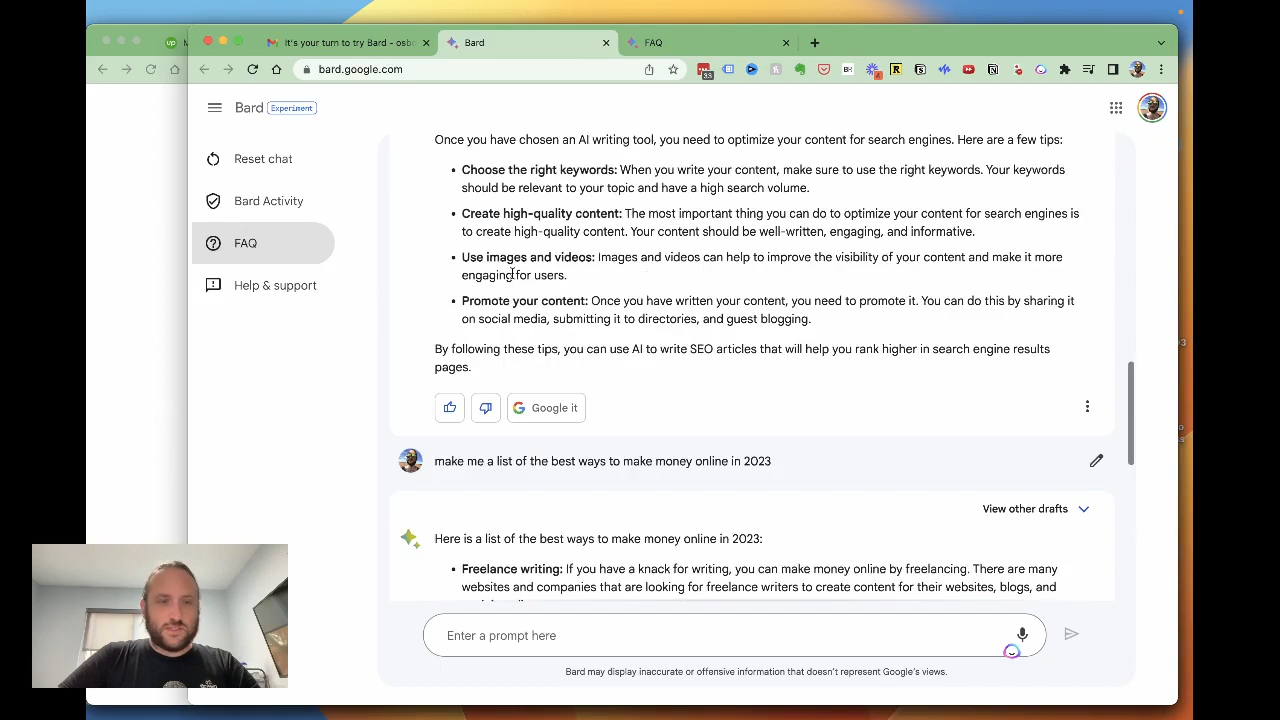 It's your turn to try Bard - osbo
Bard
FAQ
bard.google.com
33
Bard Experiment
Reset chat
Bard Activity
FAQ
Help & support
Once you have chosen an AI writing tool, you need to optimize your content for search engines. Here are a few tips:
• Choose the right keywords: When you write your content, make sure to use the right keywords. Your keywords
should be relevant to your topic and have a high search volume.
• Create high-quality content: The most important thing you can do to optimize your content for search engines is
to create high-quality content. Your content should be well-written, engaging, and informative.
• Use images and videos: Images and videos can help to improve the visibility of your content and make it more
engaging for users.
• Promote your content: Once you have written your content, you need to promote it. You can do this by sharing it
on social media, submitting it to directories, and guest blogging.
By following these tips, you can use AI to write SEO articles that will help you rank higher in search engine results
pages.
Google it
make me a list of the best ways to make money online in 2023
View other drafts
Here is a list of the best ways to make money online in 2023:
• Freelance writing: If you have a knack for writing, you can make money online by freelancing. There are many
websites and companies that are looking for freelance writers to create content for their websites, blogs, and
Enter a prompt here
Bard may display inaccurate or offensive information that doesn't represent Google's views.